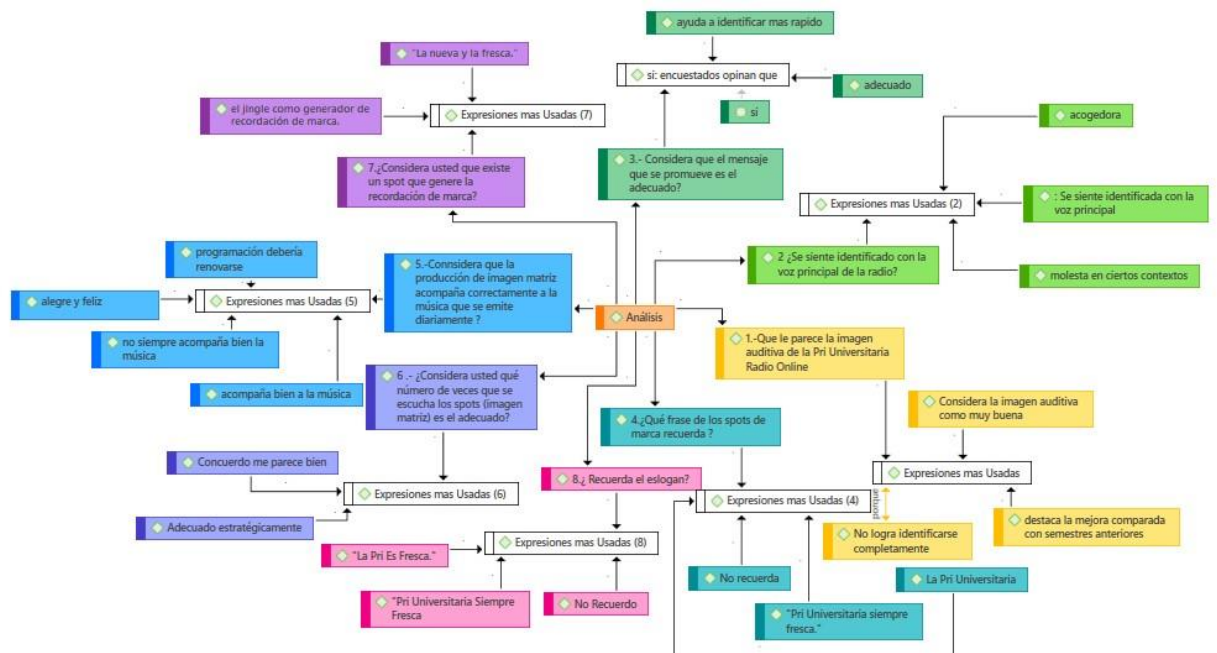 ayuda a identificar mas rapido
"La nueva y la fresca."
si: encuestados opinan que
adecuado
sí
el jingle como generador de
recordación de marca.
Expresiones mas Usadas (7)
acogedora
7.¿Considera usted que existe
un spot que genere la
recordación de marca?
3.- Considera que el mensaje
que se promueve es el
adecuado?
Expresiones mas Usadas (2)
: Se siente identificada con la
voz principal
programación debería
renovarse
5.-Connsidera que la
producción de imagen matriz
acompaña correctamente a la
música que se emite
diariamente ?
2 ¿Se siente identificado con la
voz principal de la radio?
molesta en ciertos contextos
alegre y feliz
Expresiones mas Usadas (5)
Análisis
no siempre acompaña bien la
música
1.-Que le parece la imagen
auditiva de la Pri Universitaria
Radio Online
acompaña bien a la música
6 .- ¿Considera usted qué
número de veces que se
escucha los spots (imagen
matriz) es el adecuado?
4.¿Qué frase de los spots de
marca recuerda ?
Considera la imagen auditiva
como muy buena
Concuerdo me parece bien
8.¿ Recuerda el eslogan?
Expresiones mas Usadas
Expresiones mas Usadas (6)
Expresiones mas Usadas (4)
porque
Adecuado estratégicamente
Expresiones mas Usadas (8)
No logra identificarse
completamente
destaca la mejora comparada
con semestres anteriores
"La Pri Es Fresca."
No recuerda
La Pri Universitaria
"Pri Universitaria Siempre
Fresca
No Recuerdo
"Pri Universitaria siempre
fresca."